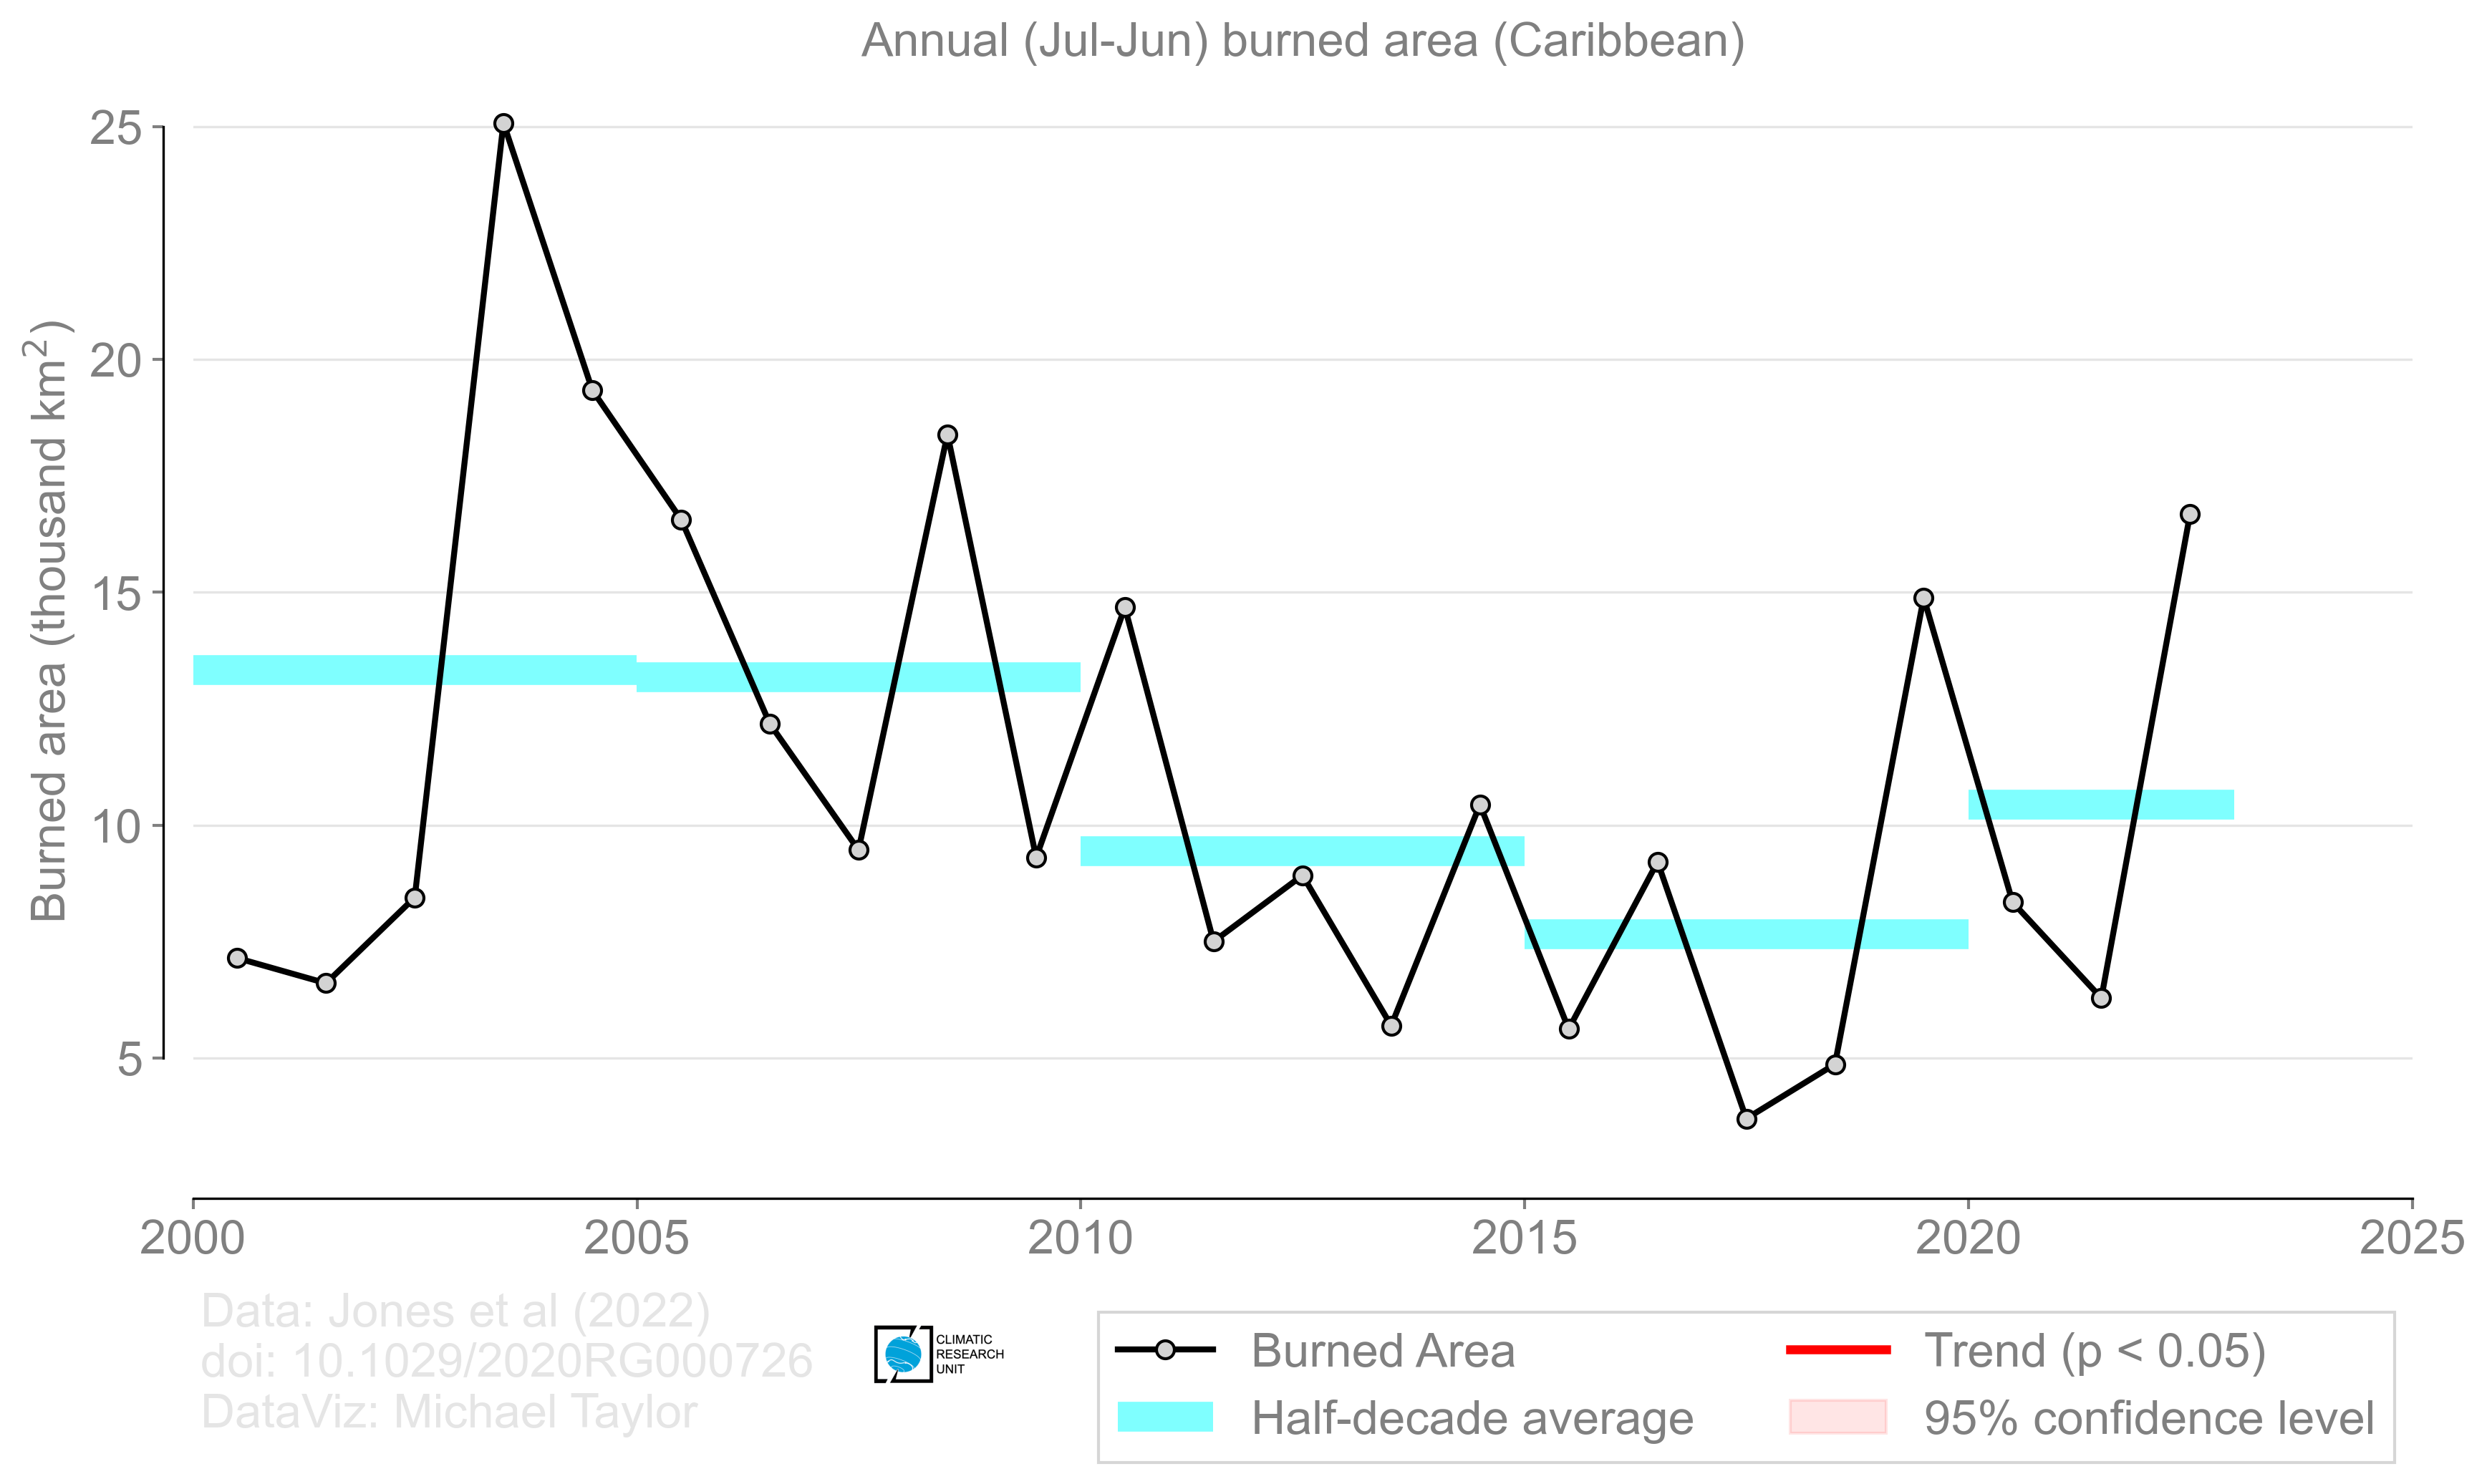 Annual (Jul-Jun) burned area (Caribbean)
Burned area (thousand km²)
25
20
15
10
5
2000 2005 2010 2015 2020 2025
Data: Jones et al (2022)
doi: 10.1029/2020RG000726
DataViz: Michael Taylor
CLIMATIC
RESEARCH
UNIT
Burned Area
Half-decade average
Trend (p < 0.05)
95% confidence level